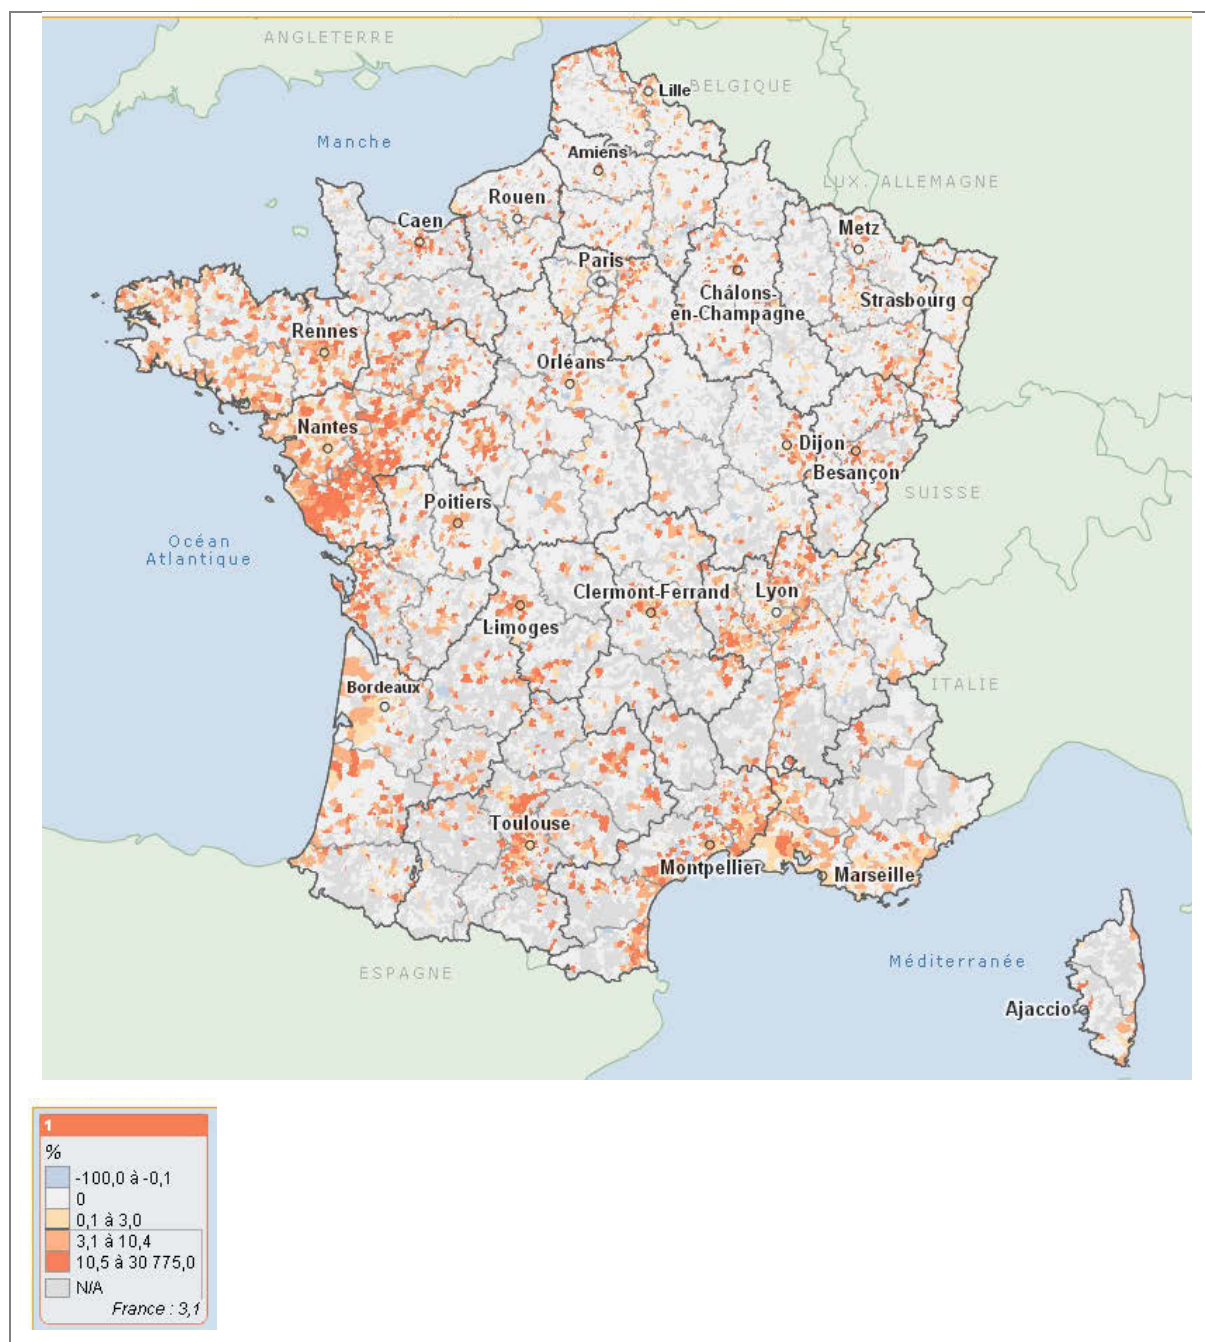 ANGLETERRE
Lille
BELGIQUE
Manche
Amiens
LUX.
ALLEMAGNE
Rouen
Caen
Metz
Paris
Châlons-
en-Champagne
Strasbourg
Rennes
Orléans
Nantes
Dijon
Besançon
SUISSE
Poitiers
Océan
Atlantique
Clermont-Ferrand
Lyon
Limoges
ITALIE
Bordeaux
Toulouse
Montpellier
Marseille
ESPAGNE
Méditerranée
Ajaccio
1
%
-100,0 à -0,1
0
0,1 à 3,0
3,1 à 10,4
10,5 à 30 775,0
N/A
France : 3,1